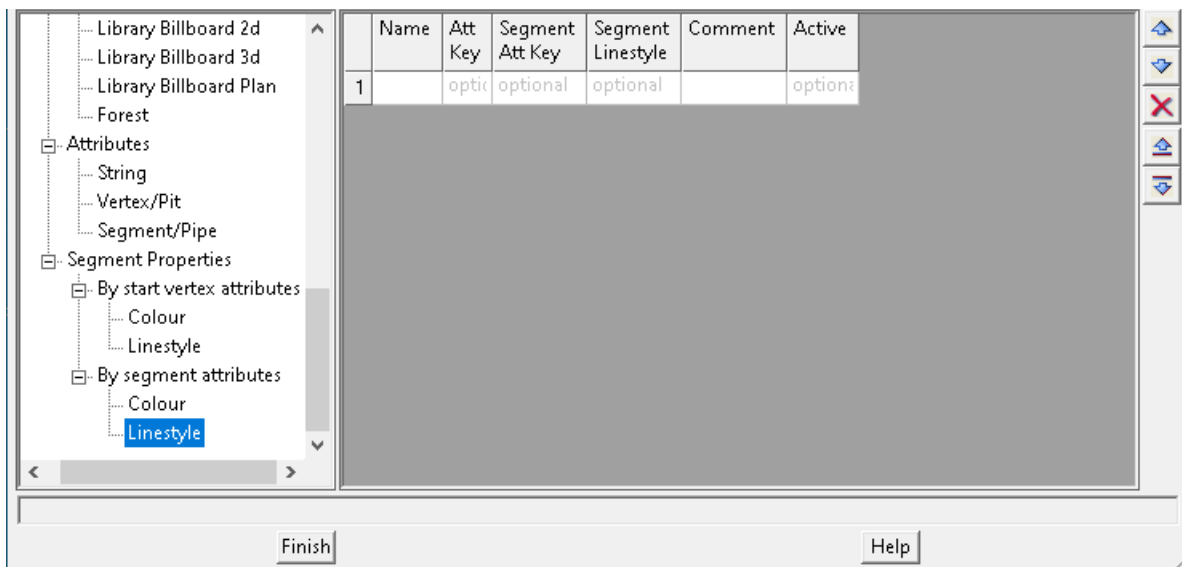 Library Billboard 2d
Library Billboard 3d
Library Billboard Plan
Forest
Attributes
String
Vertex/Pit
Segment/Pipe
Segment Properties
By start vertex attributes
Colour
Linestyle
By segment attributes
Colour
Linestyle
Name Att Key Segment Att Key Segment Linestyle Comment Active
1 optic optional optional optiona
Finish Help